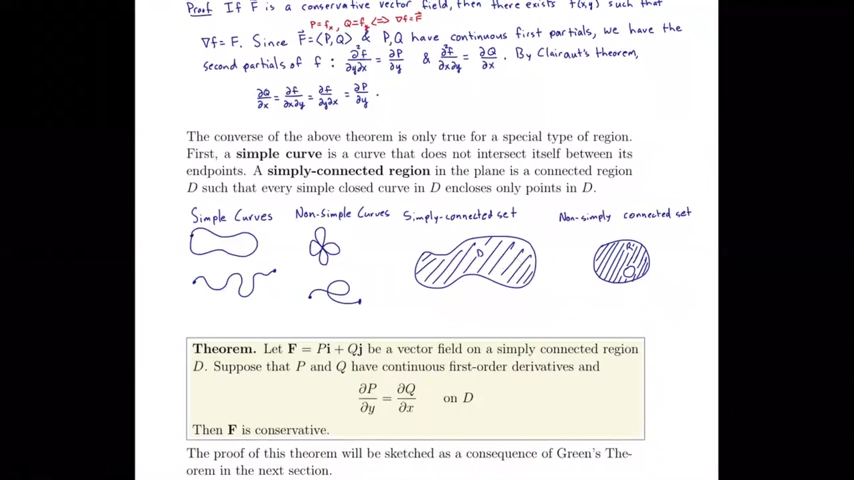 Proof If F⃗ is a conservative vector field, then there exists f(x,y) such that
P=fₓ, Q=f_y <=> ∇f=F⃗
∇f=F. Since F⃗=⟨P,Q⟩ & P,Q have continuous first partials, we have the
second partials of f : ∂²f/∂y∂x = ∂P/∂y & ∂²f/∂x∂y = ∂Q/∂x. By Clairaut's theorem,
∂Q/∂x = ∂f/∂x∂y = ∂f/∂y∂x = ∂P/∂y .
The converse of the above theorem is only true for a special type of region.
First, a simple curve is a curve that does not intersect itself between its
endpoints. A simply-connected region in the plane is a connected region
D such that every simple closed curve in D encloses only points in D.
Simple Curves Non-Simple Curves Simply-connected set Non-simply connected set
D
Theorem. Let F = Pi + Qj be a vector field on a simply connected region
D. Suppose that P and Q have continuous first-order derivatives and
∂P/∂y = ∂Q/∂x on D
Then F is conservative.
The proof of this theorem will be sketched as a consequence of Green's The-
orem in the next section.